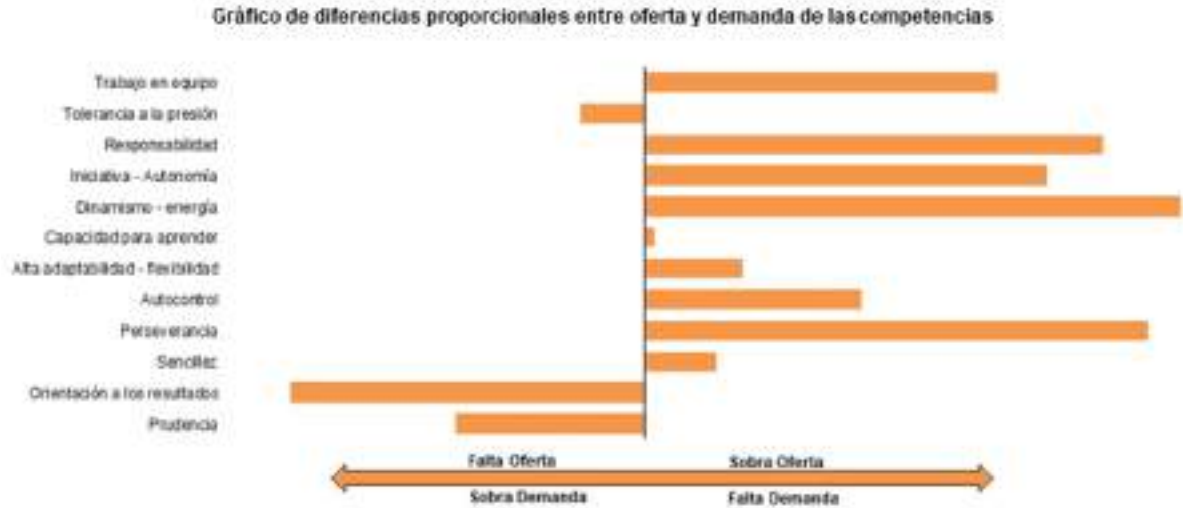 Gráfico de diferencias proporcionales entre oferta y demanda de las competencias
Trabajo en equipo
Tolerancia a la presión
Responsabilidad
Iniciativa - Autonomía
Dinamismo - energía
Capacidad para aprender
Alta adaptabilidad - flexibilidad
Autocontrol
Perseverancia
Sencillez
Orientación a los resultados
Prudencia
Falta Oferta
Sobra Oferta
Sobra Demanda
Falta Demanda